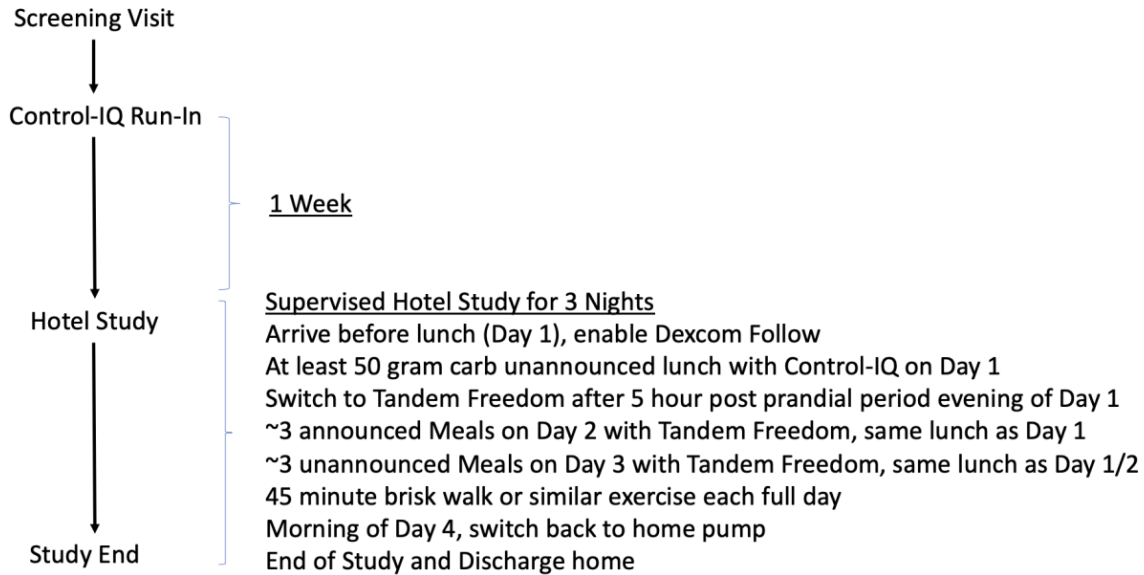 Screening Visit
Control-IQ Run-In
1 Week
Hotel Study
Supervised Hotel Study for 3 Nights
Arrive before lunch (Day 1), enable Dexcom Follow
At least 50 gram carb unannounced lunch with Control-IQ on Day 1
Switch to Tandem Freedom after 5 hour post prandial period evening of Day 1
~3 announced Meals on Day 2 with Tandem Freedom, same lunch as Day 1
~3 unannounced Meals on Day 3 with Tandem Freedom, same lunch as Day 1/2
45 minute brisk walk or similar exercise each full day
Morning of Day 4, switch back to home pump
Study End
End of Study and Discharge home